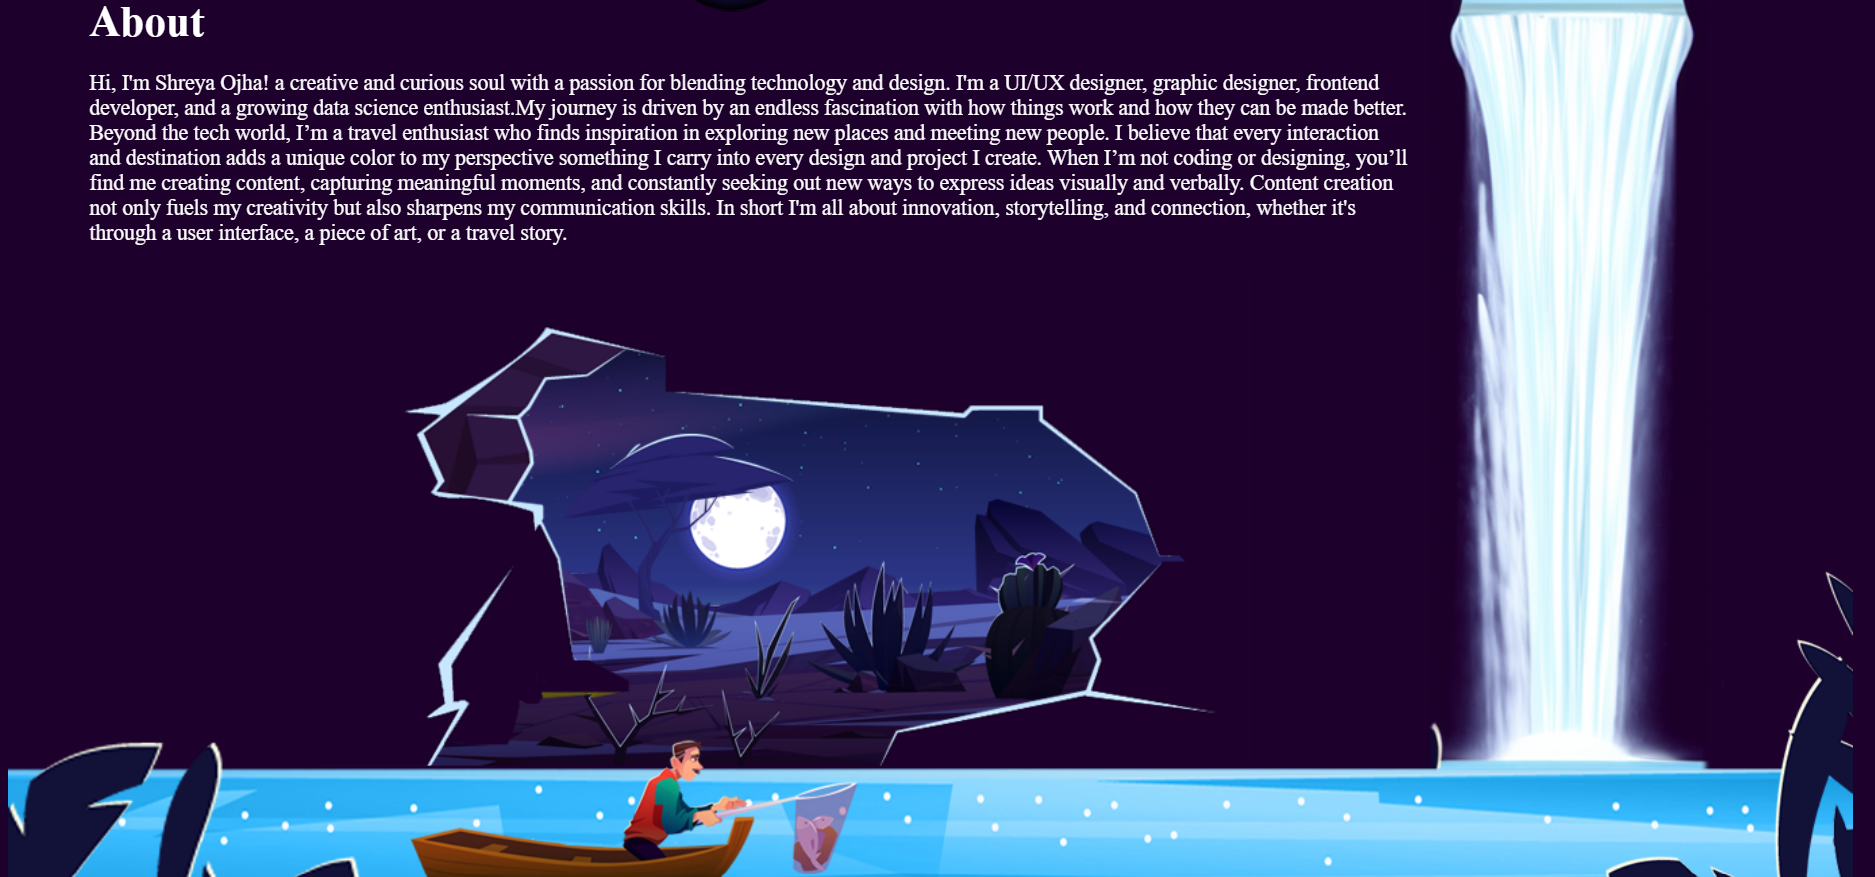 About
Hi, I'm Shreya Ojha! a creative and curious soul with a passion for blending technology and design. I'm a UI/UX designer, graphic designer, frontend
developer, and a growing data science enthusiast.My journey is driven by an endless fascination with how things work and how they can be made better.
Beyond the tech world, I’m a travel enthusiast who finds inspiration in exploring new places and meeting new people. I believe that every interaction
and destination adds a unique color to my perspective something I carry into every design and project I create. When I’m not coding or designing, you’ll
find me creating content, capturing meaningful moments, and constantly seeking out new ways to express ideas visually and verbally. Content creation
not only fuels my creativity but also sharpens my communication skills. In short I'm all about innovation, storytelling, and connection, whether it's
through a user interface, a piece of art, or a travel story.